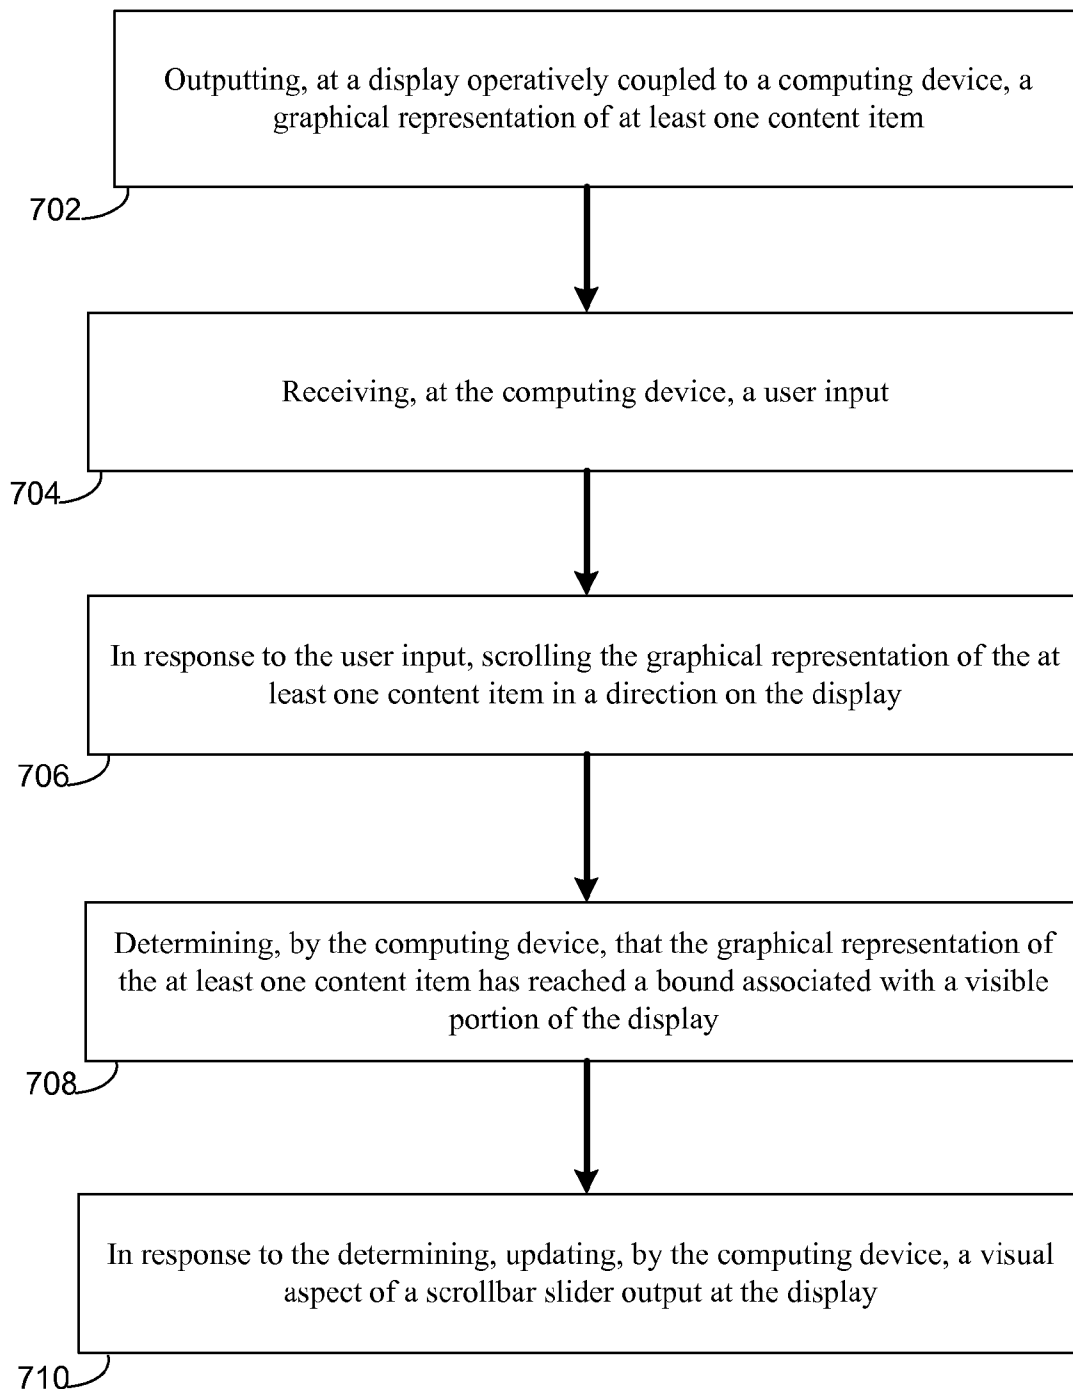 Outputting, at a display operatively coupled to a computing device, a
graphical representation of at least one content item
702
Receiving, at the computing device, a user input
704
In response to the user input, scrolling the graphical representation of the at
least one content item in a direction on the display
706
Determining, by the computing device, that the graphical representation of
the at least one content item has reached a bound associated with a visible
portion of the display
708
In response to the determining, updating, by the computing device, a visual
aspect of a scrollbar slider output at the display
710